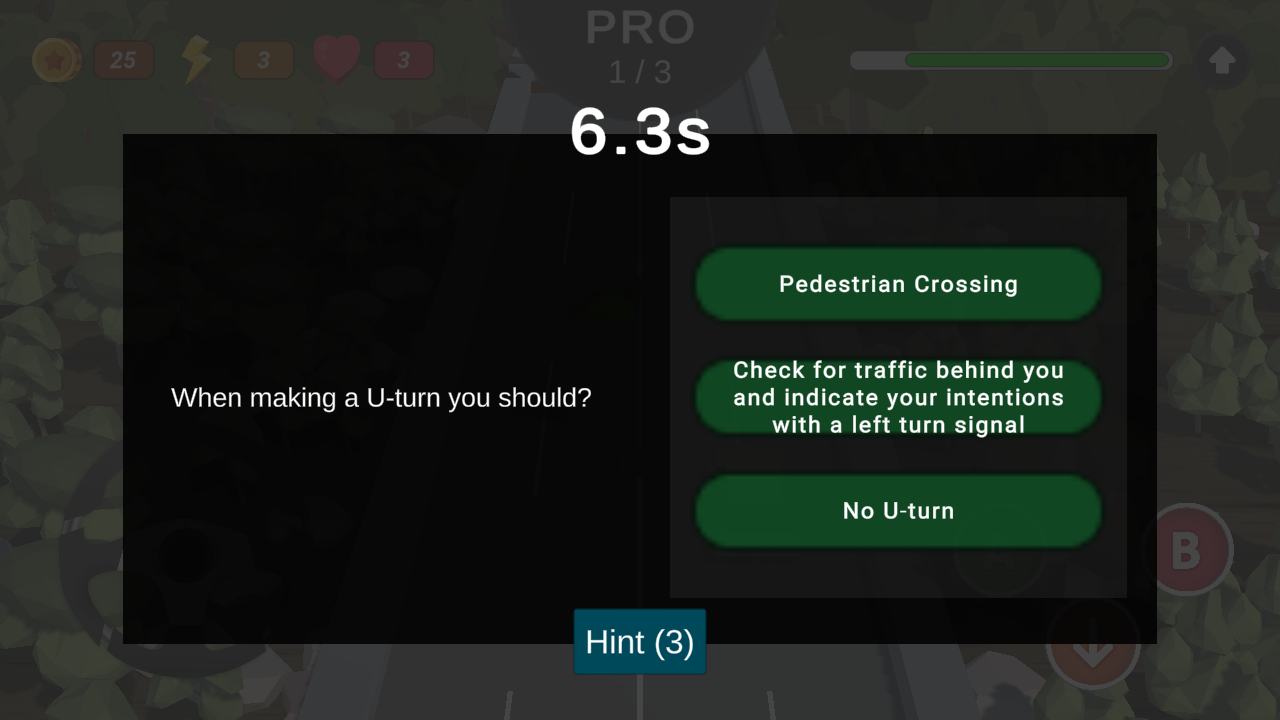 PRO
25
3
3
1 / 3
6.3s
When making a U-turn you should?
Pedestrian Crossing
Check for traffic behind you
and indicate your intentions
with a left turn signal
No U-turn
A
B
Hint (3)